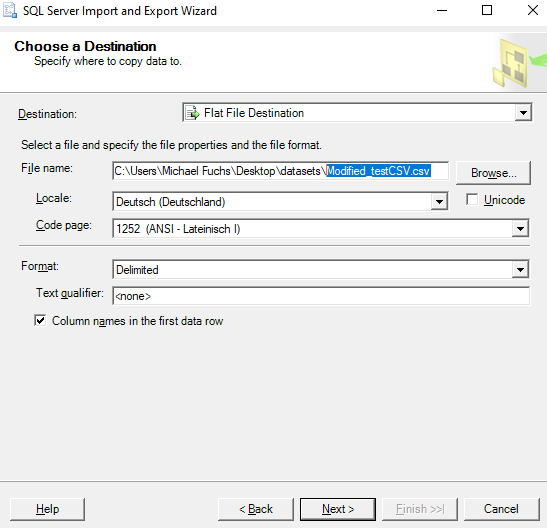 SQL Server Import and Export Wizard
Choose a Destination
Specify where to copy data to.
Destination: Flat File Destination
Select a file and specify the file properties and the file format.
File name: C:\Users\Michael Fuchs\Desktop\datasets\Modified_testCSV.csv Browse...
Locale: Deutsch (Deutschland) Unicode
Code page: 1252 (ANSI - Lateinisch I)
Format: Delimited
Text qualifier: <none>
Column names in the first data row
Help < Back Next > Finish >>| Cancel